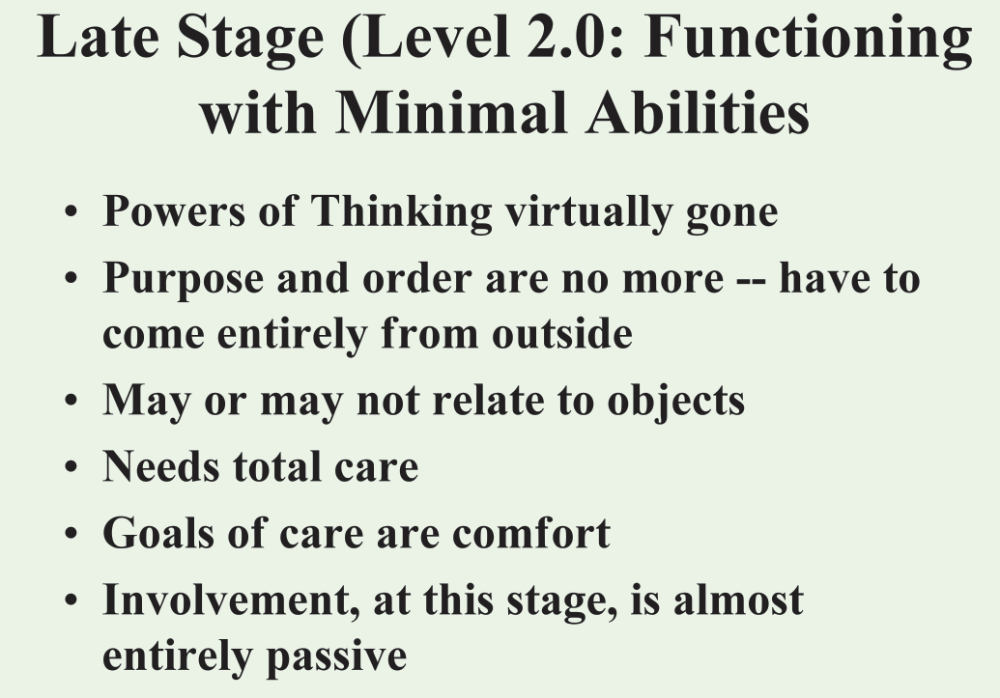 Late Stage (Level 2.0: Functioning
with Minimal Abilities
• Powers of Thinking virtually gone
• Purpose and order are no more -- have to
come entirely from outside
• May or may not relate to objects
• Needs total care
• Goals of care are comfort
• Involvement, at this stage, is almost
entirely passive